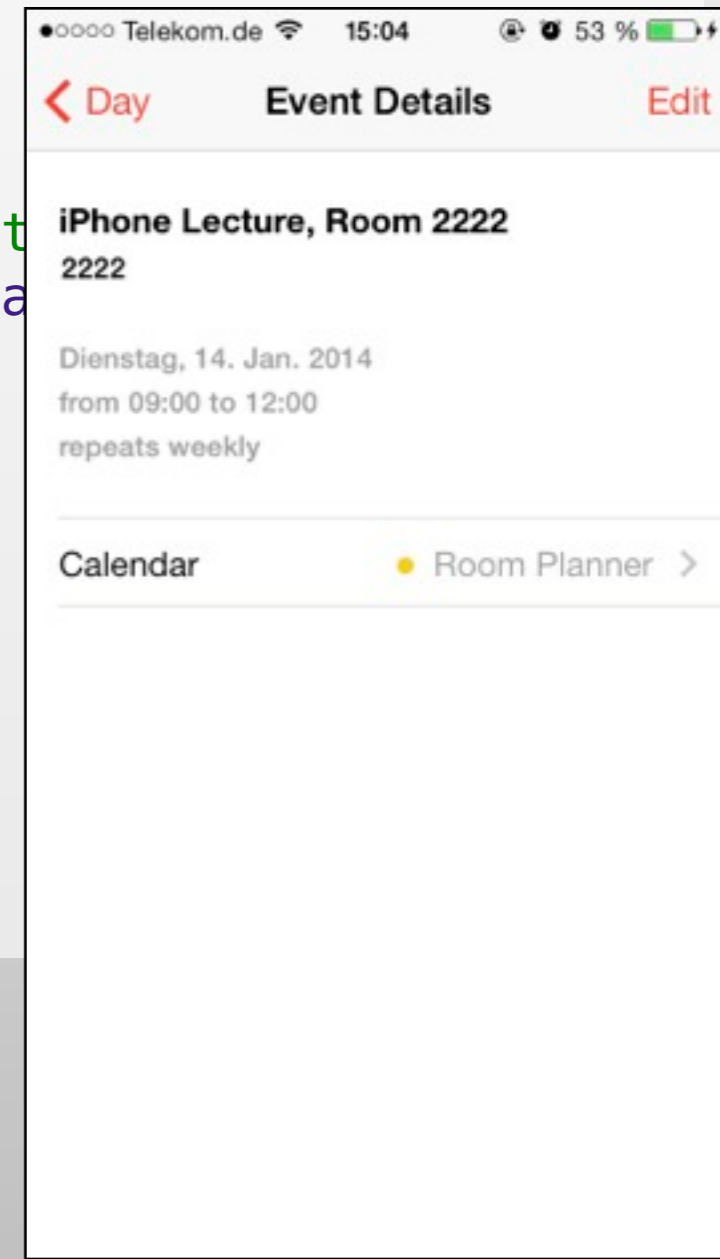 Telekom.de 15:04 53 %
Day Event Details Edit
t
iPhone Lecture, Room 2222
a
2222
Dienstag, 14. Jan. 2014
from 09:00 to 12:00
repeats weekly
Calendar Room Planner